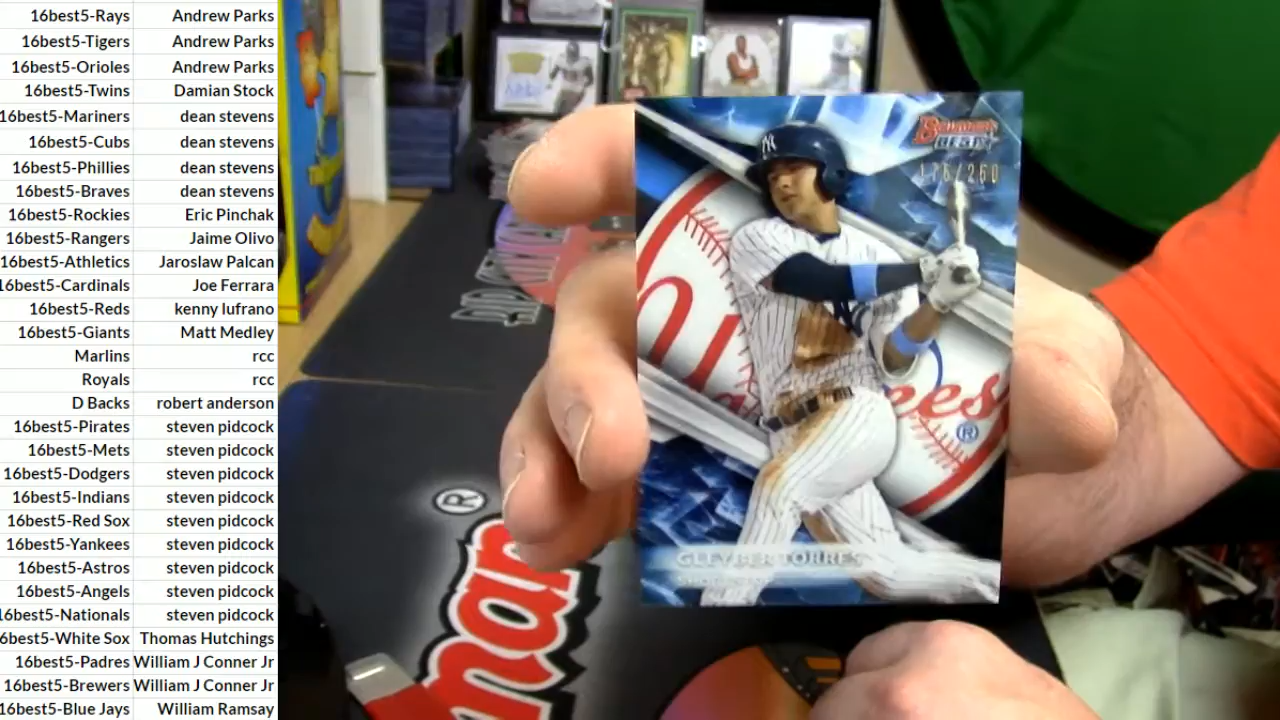 16best5-Rays Andrew Parks
16best5-Tigers Andrew Parks
16best5-Orioles Andrew Parks
16best5-Twins Damian Stock
16best5-Mariners dean stevens
16best5-Cubs dean stevens
16best5-Phillies dean stevens
16best5-Braves dean stevens
16best5-Rockies Eric Pinchak
16best5-Rangers Jaime Olivo
16best5-Athletics Jaroslaw Palcan
16best5-Cardinals Joe Ferrara
16best5-Reds kenny lufrano
16best5-Giants Matt Medley
Marlins rcc
Royals rcc
D Backs robert anderson
16best5-Pirates steven pidcock
16best5-Mets steven pidcock
16best5-Dodgers steven pidcock
16best5-Indians steven pidcock
16best5-Red Sox steven pidcock
16best5-Yankees steven pidcock
16best5-Astros steven pidcock
16best5-Angels steven pidcock
16best5-Nationals steven pidcock
6best5-White Sox Thomas Hutchings
16best5-Padres William J Conner Jr
16best5-Brewers William J Conner Jr
16best5-Blue Jays William Ramsay
Bowman's
BEST
176/260
NY
ees
®
GLEYBER TORRES
®